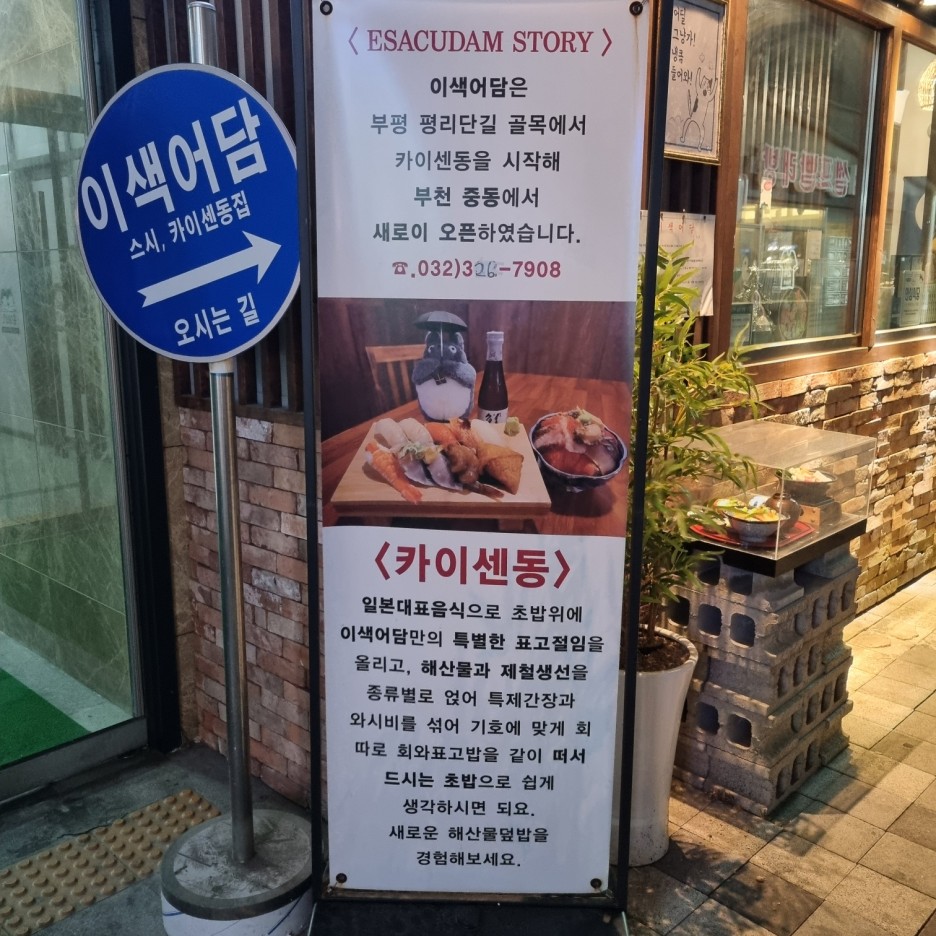 이색어담
스시, 카이센동집
오시는 길
< ESACUDAM STORY >
이색어담은
부평 평리단길 골목에서
카이센동을 시작해
부천 중동에서
새로이 오픈하였습니다.
☎.032)326-7908
<카이센동>
일본대표음식으로 초밥위에
이색어담만의 특별한 표고절임을
올리고, 해산물과 제철생선을
종류별로 얹어 특제간장과
와시비를 섞어 기호에 맞게 회
따로 회와표고밥을 같이 떠서
드시는 초밥으로 쉽게
생각하시면 되요.
새로운 해산물덮밥을
경험해보세요.
그냥가!
들어와!